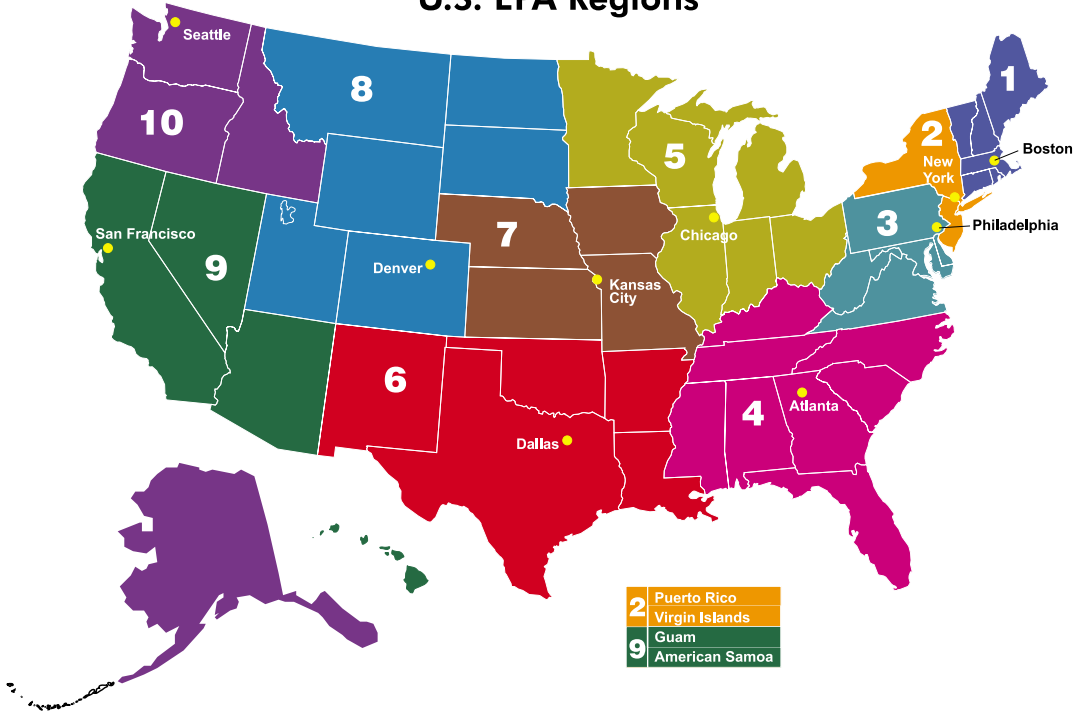 U.S. EPA Regions
Seattle
8
1
10
2
5
Boston
New
York
3
Philadelphia
San Francisco
7
Chicago
9
Denver
Kansas
City
6
4
Atlanta
Dallas
2
Puerto Rico
Virgin Islands
9
Guam
American Samoa